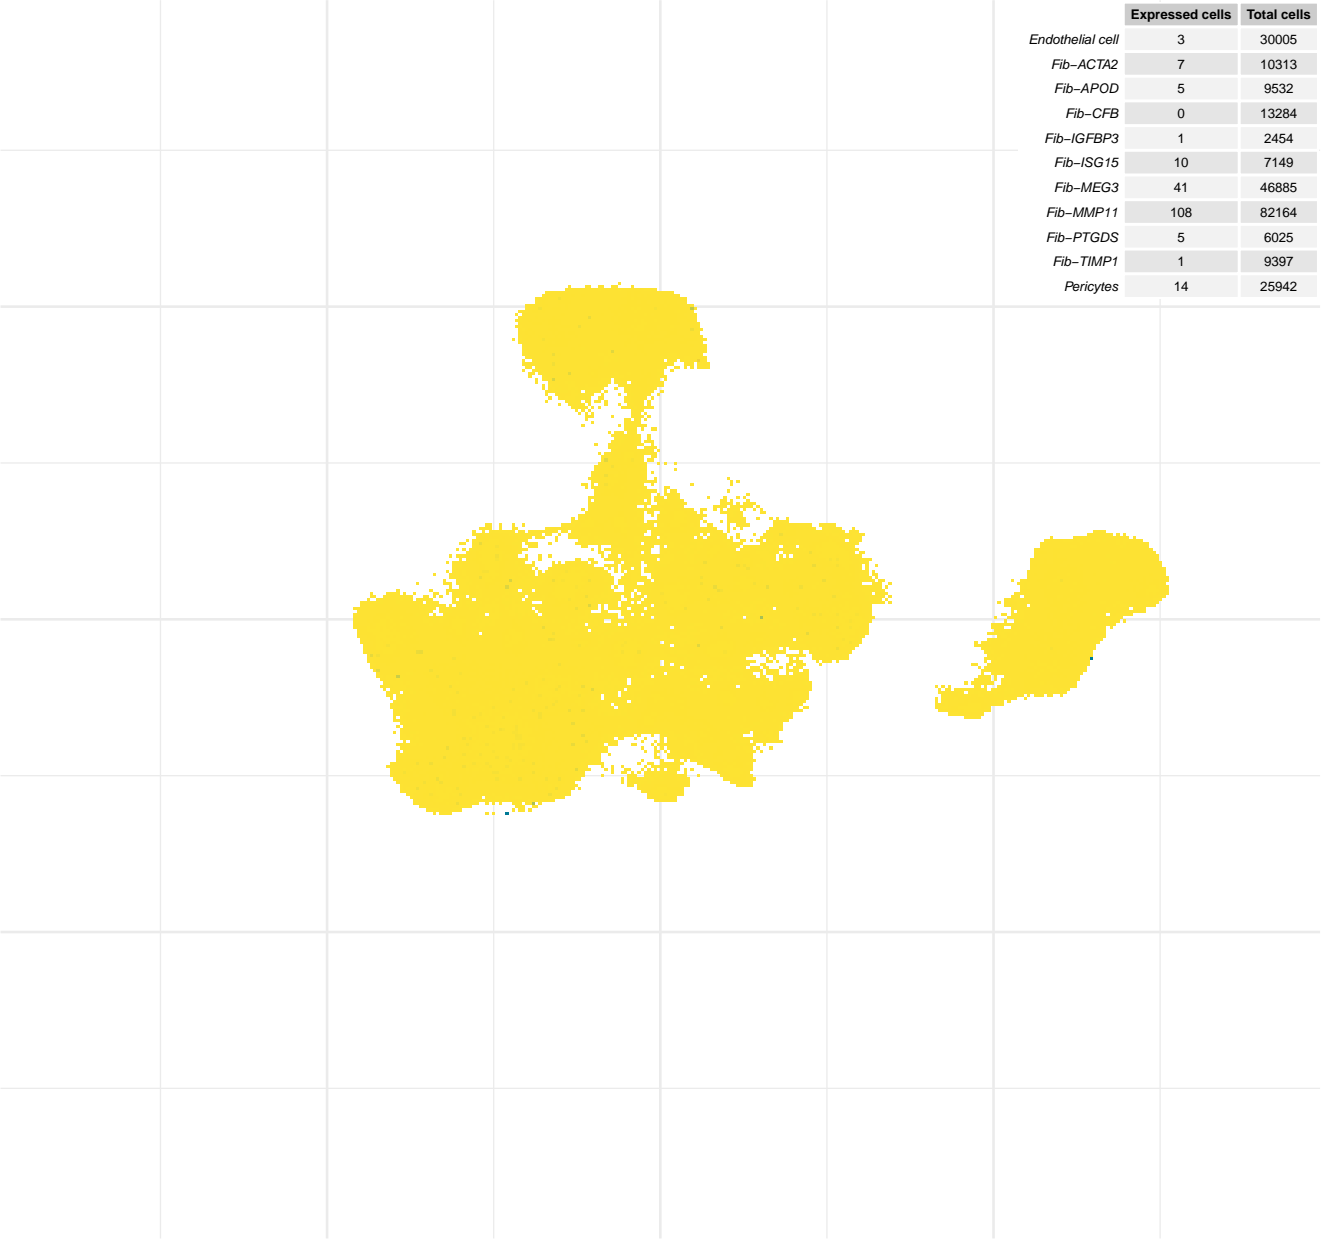 Expressed cells Total cells
Endothelial cell 3 30005
Fib−ACTA2 7 10313
Fib−APOD 5 9532
Fib−CFB 0 13284
Fib−IGFBP3 1 2454
Fib−ISG15 10 7149
Fib−MEG3 41 46885
Fib−MMP11 108 82164
Fib−PTGDS 5 6025
Fib−TIMP1 1 9397
Pericytes 14 25942